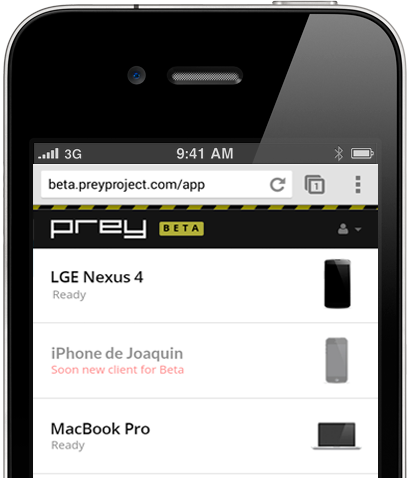 3G 9:41 AM
beta.preyproject.com/app 1
prey BETA
LGE Nexus 4
Ready
iPhone de Joaquin
Soon new client for Beta
MacBook Pro
Ready